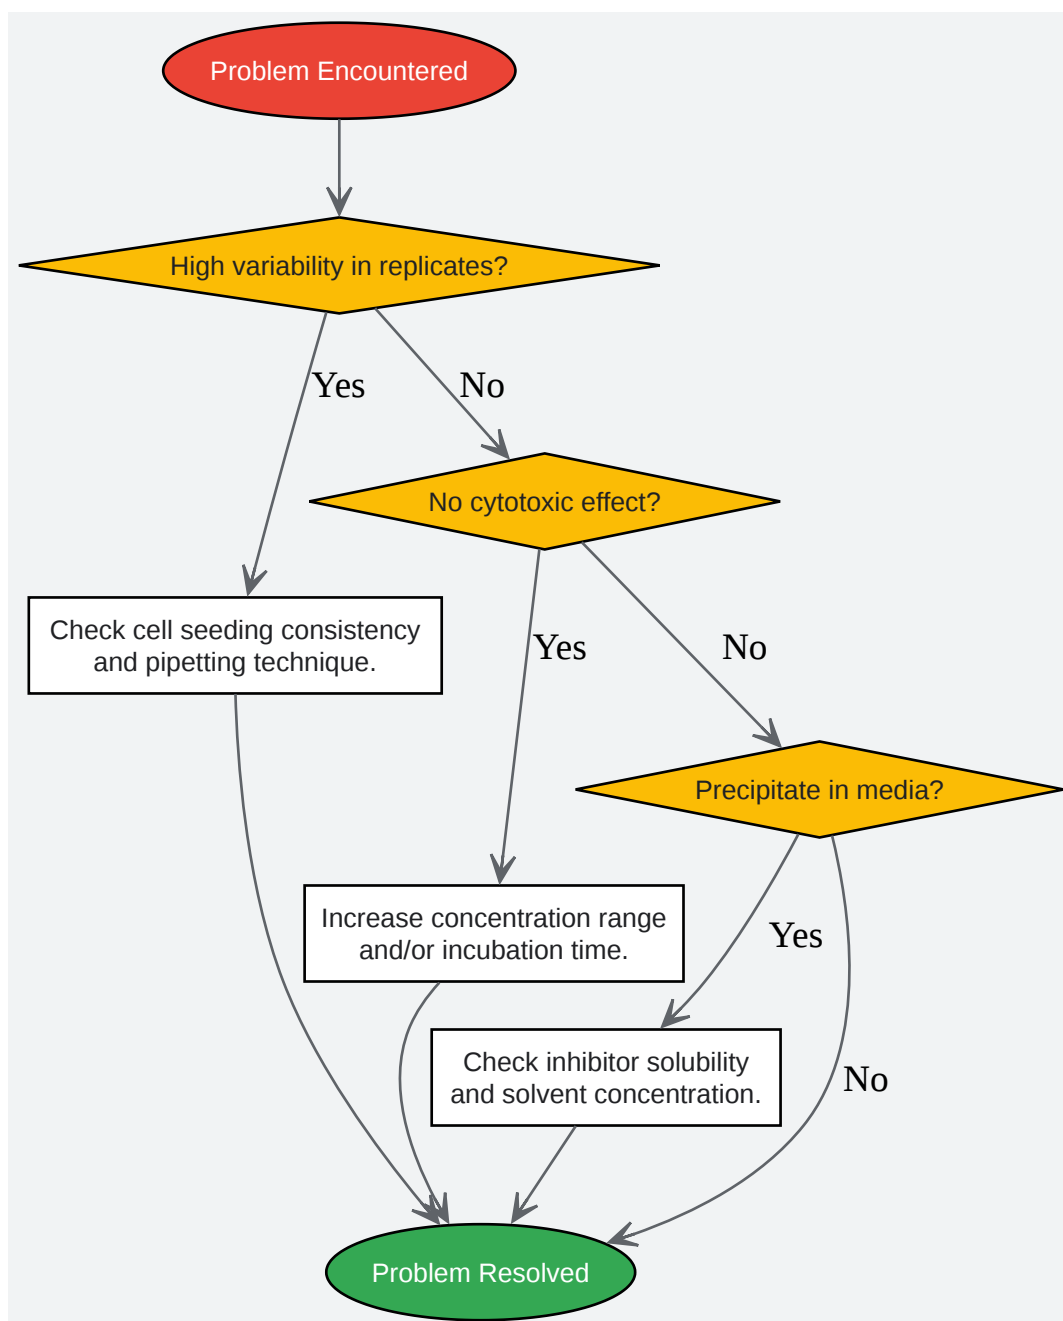 Problem Encountered
High variability in replicates?
Yes
No
No cytotoxic effect?
Check cell seeding consistency
and pipetting technique.
Yes
No
Precipitate in media?
Increase concentration range
and/or incubation time.
Yes
Check inhibitor solubility
and solvent concentration.
No
Problem Resolved